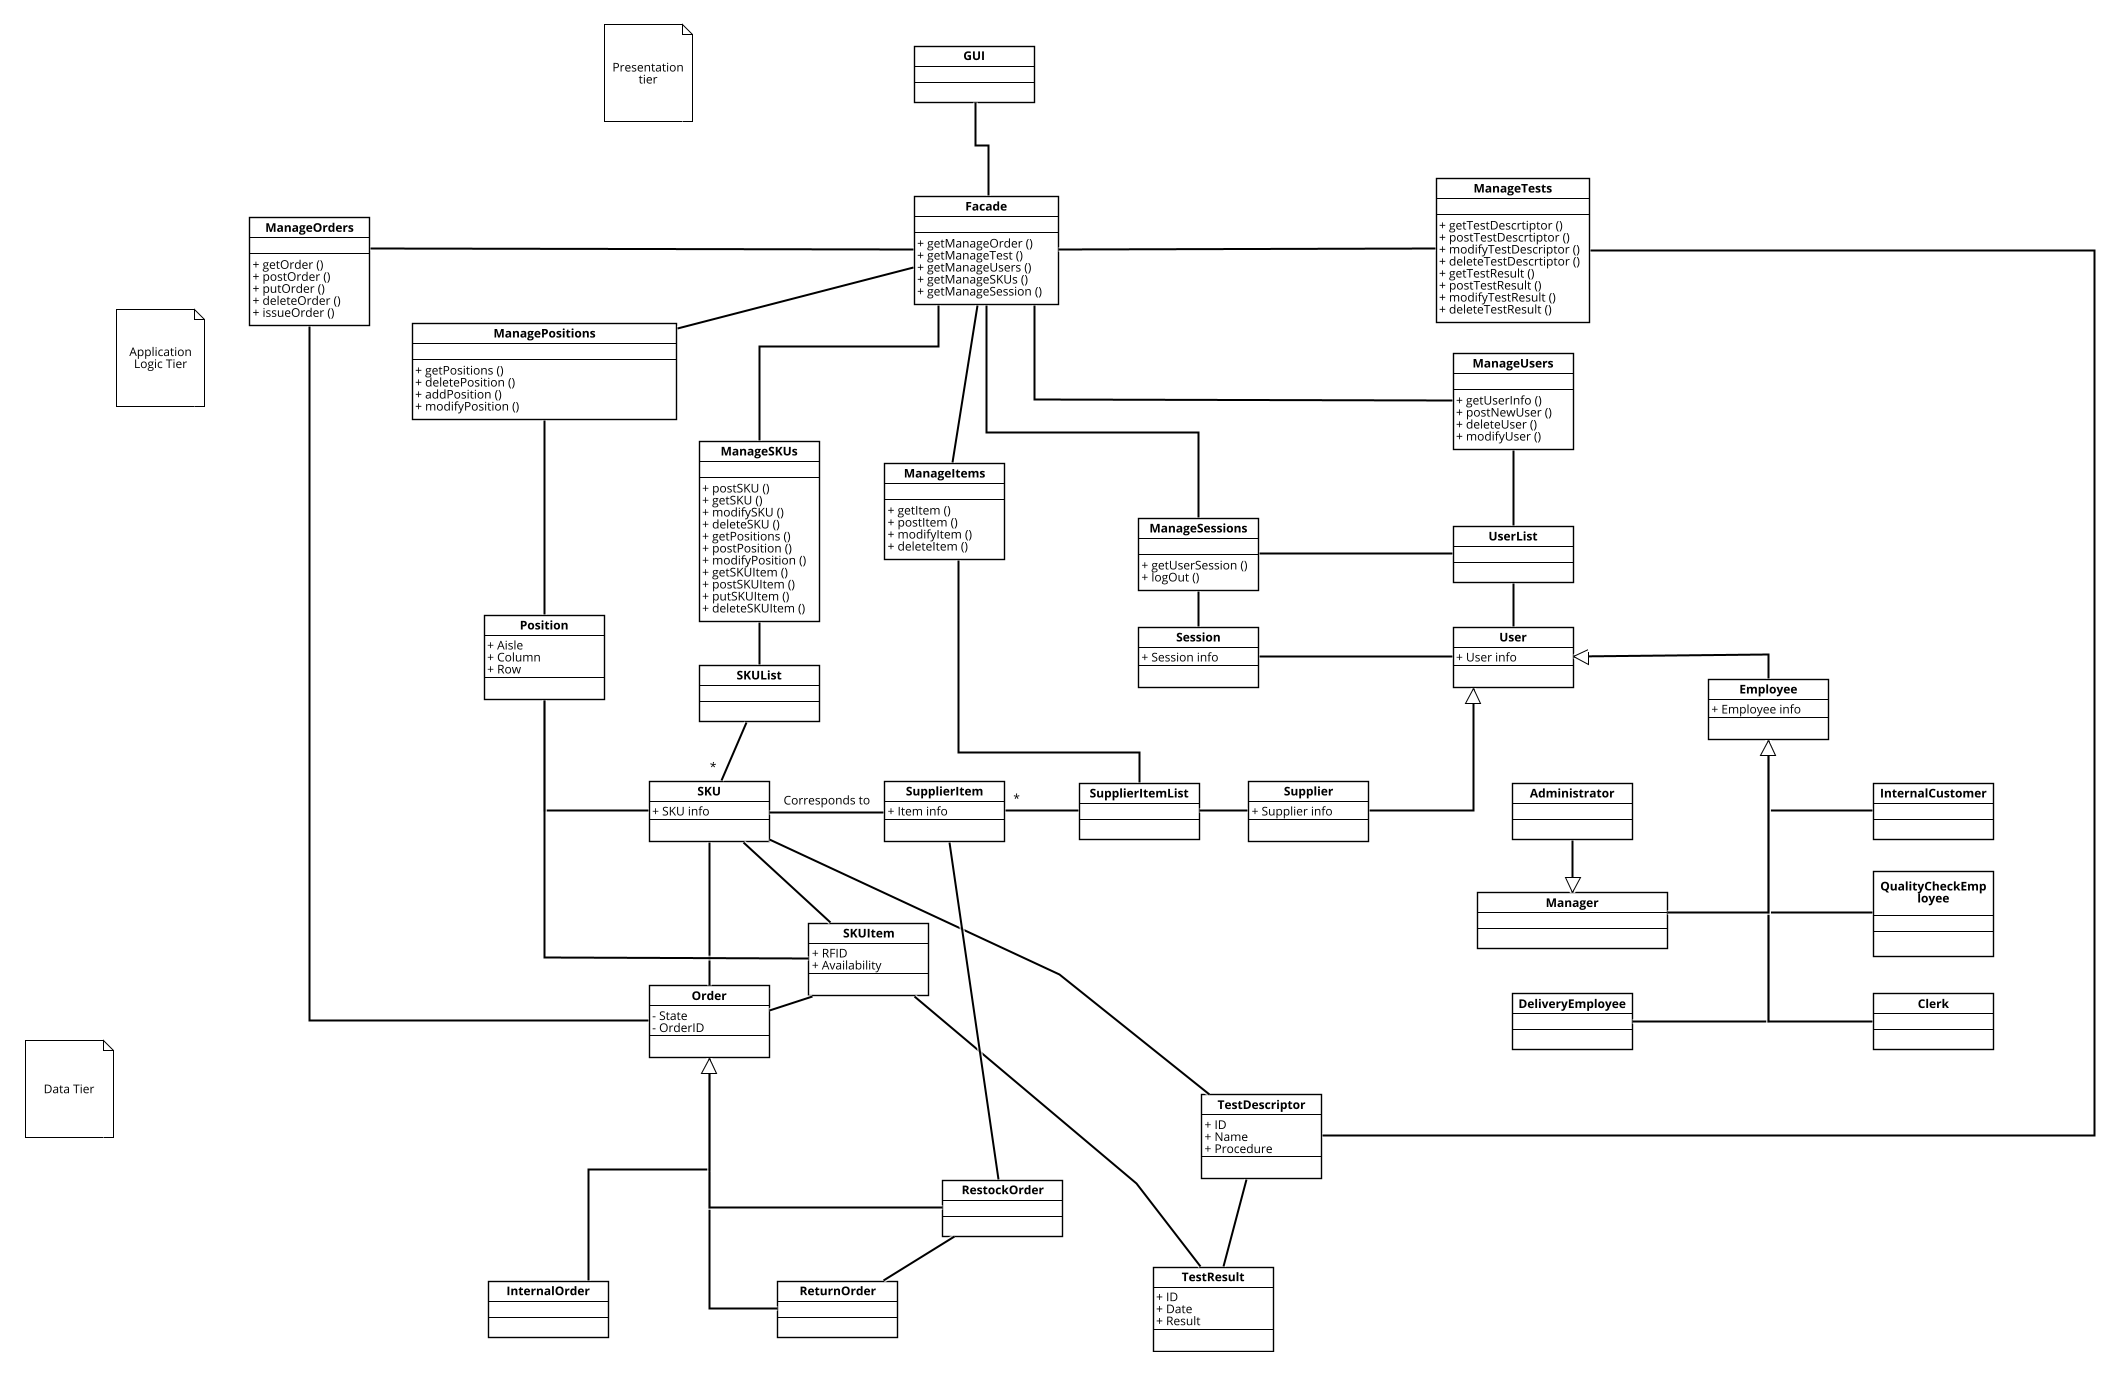 Presentation
tier
GUI
Facade
+ getManageOrder ()
+ getManageTest ()
+ getManageUsers ()
+ getManageSKUs ()
+ getManageSession ()
ManageTests
+ getTestDescrtiptor ()
+ postTestDescrtiptor ()
+ modifyTestDescriptor ()
+ deleteTestDescrtiptor ()
+ getTestResult ()
+ postTestResult ()
+ modifyTestResult ()
+ deleteTestResult ()
ManageOrders
+ getOrder ()
+ postOrder ()
+ putOrder ()
+ deleteOrder ()
+ issueOrder ()
Application
Logic Tier
ManagePositions
+ getPositions ()
+ deletePosition ()
+ addPosition ()
+ modifyPosition ()
ManageUsers
+ getUserInfo ()
+ postNewUser ()
+ deleteUser ()
+ modifyUser ()
ManageSKUs
+ postSKU ()
+ getSKU ()
+ modifySKU ()
+ deleteSKU ()
+ getPositions ()
+ postPosition ()
+ modifyPosition ()
+ getSKUItem ()
+ postSKUItem ()
+ putSKUItem ()
+ deleteSKUItem ()
ManageItems
+ getItem ()
+ postItem ()
+ modifyItem ()
+ deleteItem ()
ManageSessions
+ getUserSession ()
+ logOut ()
UserList
Position
+ Aisle
+ Column
+ Row
Session
+ Session info
User
+ User info
SKUList
Employee
+ Employee info
*
SKU
+ SKU info
Corresponds to
SupplierItem
+ Item info
*
SupplierItemList
Supplier
+ Supplier info
Administrator
InternalCustomer
QualityCheckEmp
loyee
Manager
SKUItem
+ RFID
+ Availability
Order
- State
- OrderID
DeliveryEmployee
Clerk
Data Tier
TestDescriptor
+ ID
+ Name
+ Procedure
RestockOrder
InternalOrder
ReturnOrder
TestResult
+ ID
+ Date
+ Result